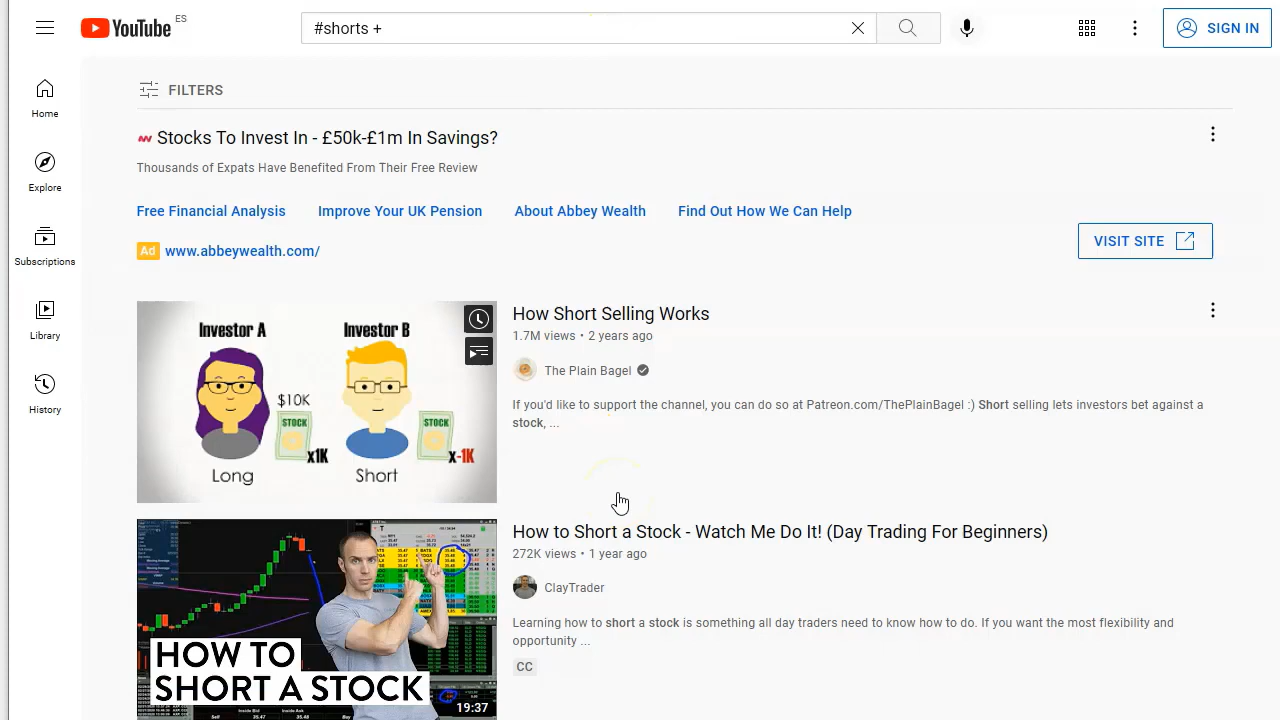 YouTube ES
#shorts +
SIGN IN
Home
Explore
Subscriptions
Library
History
FILTERS
Stocks To Invest In - £50k-£1m In Savings?
Thousands of Expats Have Benefited From Their Free Review
Free Financial Analysis Improve Your UK Pension About Abbey Wealth Find Out How We Can Help
Ad www.abbeywealth.com/
VISIT SITE
Investor A Investor B
$10K
STOCK STOCK
x1K x-1K
Long Short
How Short Selling Works
1.7M views • 2 years ago
The Plain Bagel
If you'd like to support the channel, you can do so at Patreon.com/ThePlainBagel :) Short selling lets investors bet against a
stock, ...
HOW TO
SHORT A STOCK
19:37
How to Short a Stock - Watch Me Do It! (Day Trading For Beginners)
272K views • 1 year ago
ClayTrader
Learning how to short a stock is something all day traders need to know how to do. If you want the most flexibility and
opportunity ...
CC